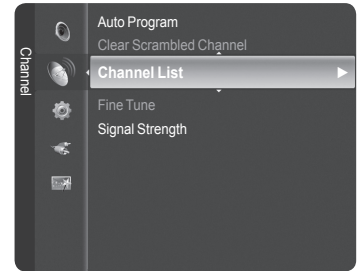 Channel
Auto Program
Clear Scrambled Channel
Channel List
Fine Tune
Signal Strength